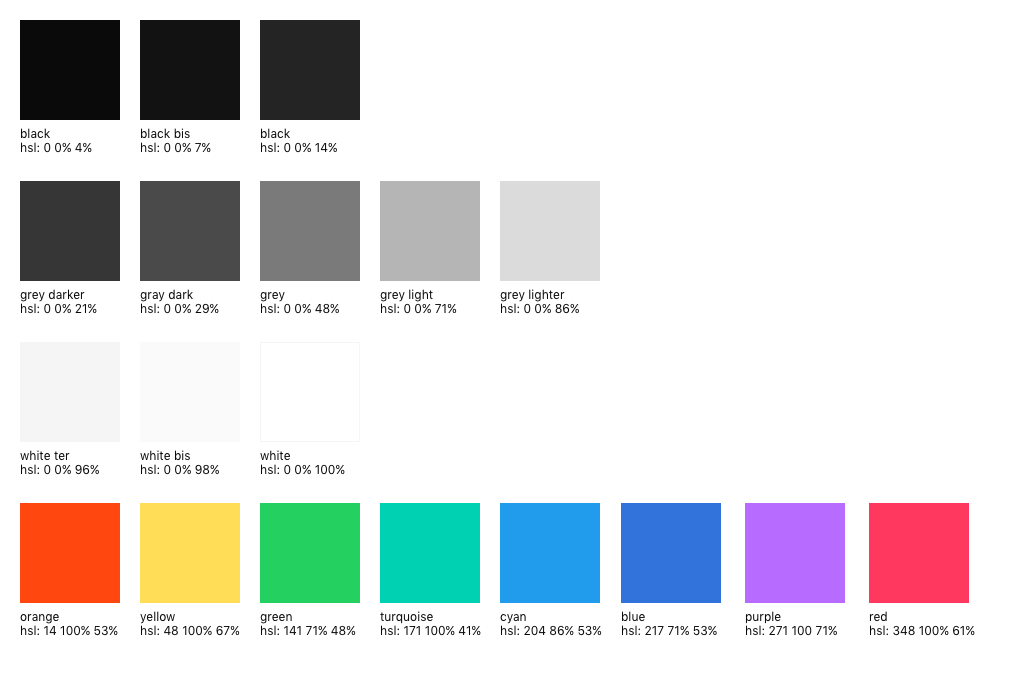 black
hsl: 0 0% 4%
black bis
hsl: 0 0% 7%
black
hsl: 0 0% 14%
grey darker
hsl: 0 0% 21%
gray dark
hsl: 0 0% 29%
grey
hsl: 0 0% 48%
grey light
hsl: 0 0% 71%
grey lighter
hsl: 0 0% 86%
white ter
hsl: 0 0% 96%
white bis
hsl: 0 0% 98%
white
hsl: 0 0% 100%
orange
hsl: 14 100% 53%
yellow
hsl: 48 100% 67%
green
hsl: 141 71% 48%
turquoise
hsl: 171 100% 41%
cyan
hsl: 204 86% 53%
blue
hsl: 217 71% 53%
purple
hsl: 271 100 71%
red
hsl: 348 100% 61%